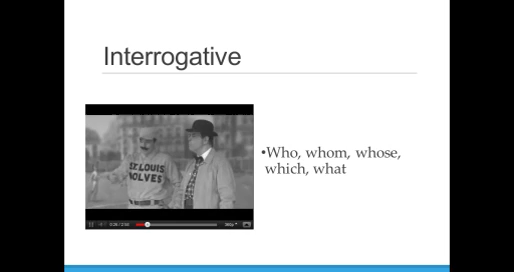 Interrogative
•Who, whom, whose,
which, what
ST. LOUIS
WOLVES